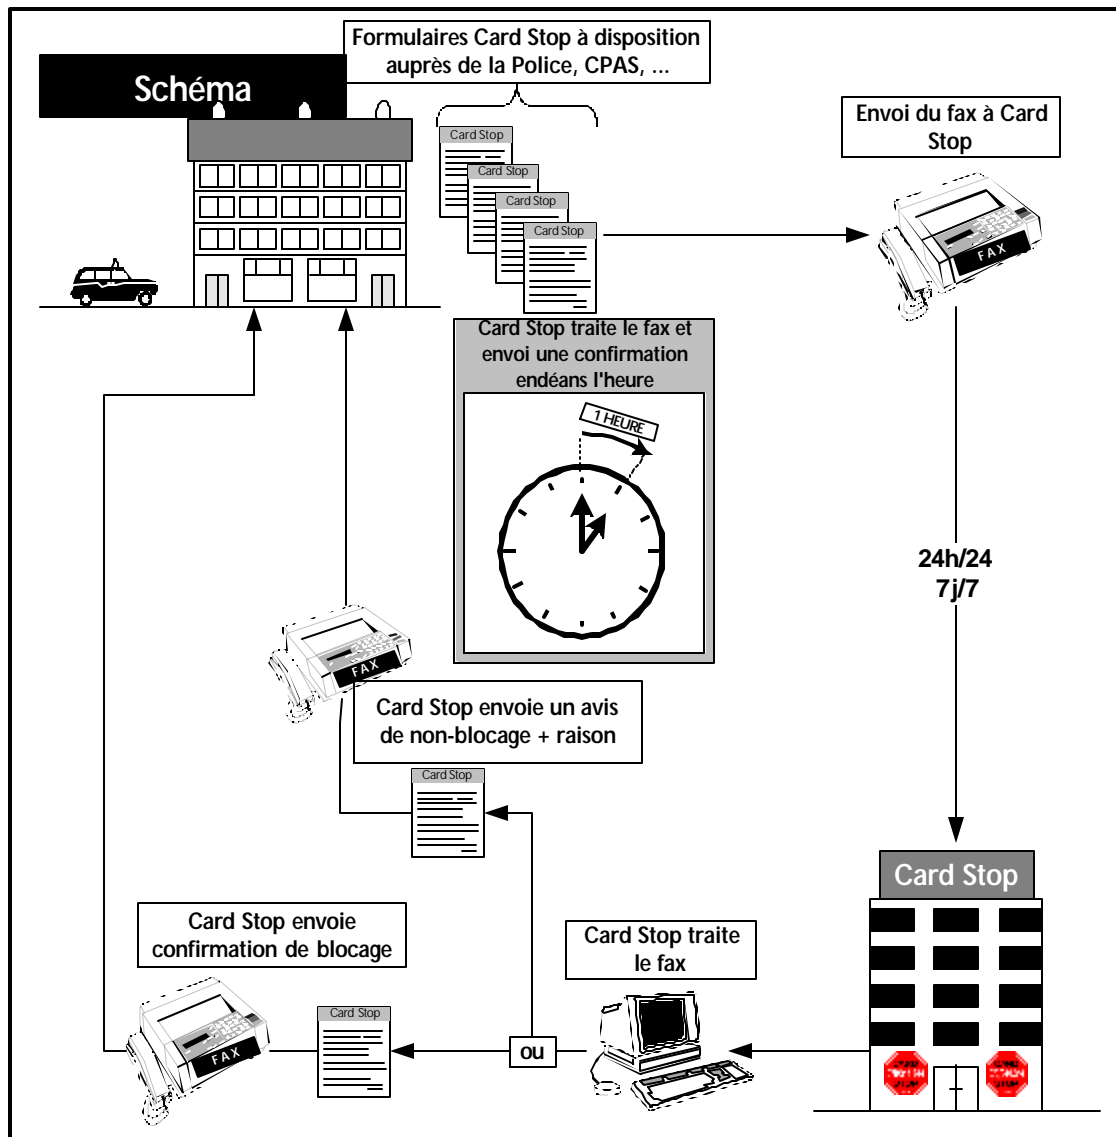 Formulaires Card Stop à disposition
auprès de la Police, CPAS, ...
Schéma
Envoi du fax à Card
Stop
Card Stop
Card Stop
Card Stop
Card Stop
FAX
Card Stop traite le fax et
envoi une confirmation
endéans l'heure
1 HEURE
24h/24
7j/7
FAX
Card Stop envoie un avis
de non-blocage + raison
Card Stop
Card Stop
Card Stop envoie
confirmation de blocage
Card Stop traite
le fax
Card Stop
ou
FAX